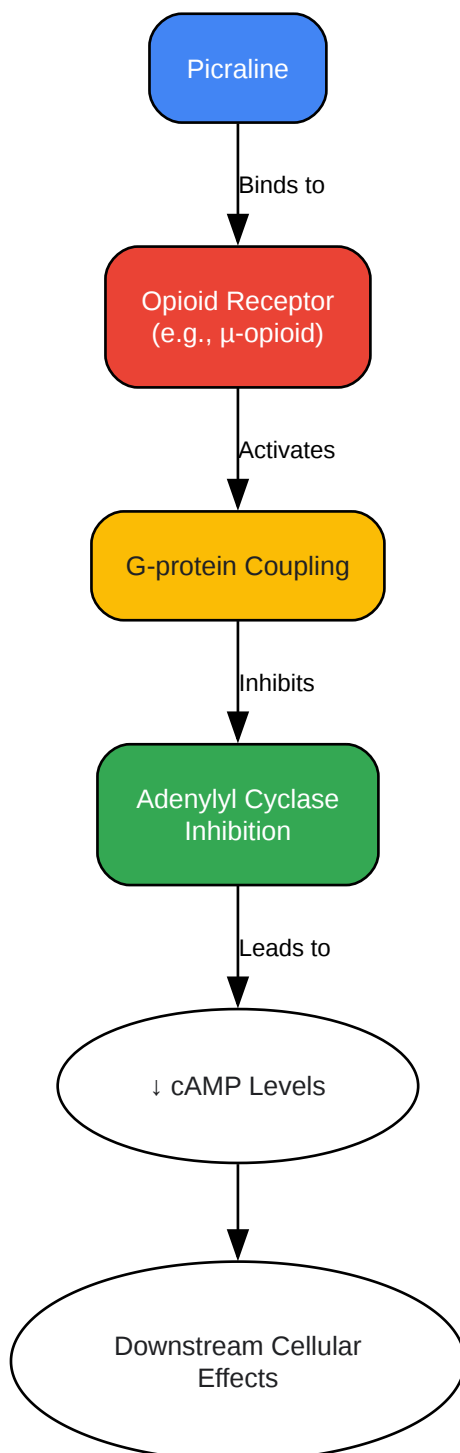 Picraline
Binds to
Opioid Receptor
(e.g., µ-opioid)
Activates
G-protein Coupling
Inhibits
Adenylyl Cyclase
Inhibition
Leads to
↓ cAMP Levels
Downstream Cellular
Effects